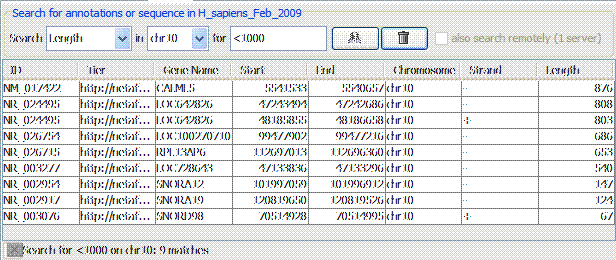 Search for annotations or sequence in H_sapiens_Feb_2009
Search Length in chr10 for <1000 also search remotely (1 server)
ID Tier Gene Name Start End Chromosome Strand Length
NM_017422 http://netaf... CALML5 5541533 5540657 chr10 - 876
NR_024495 http://netaf... LOC642826 47243494 47242686 chr10 - 808
NR_024495 http://netaf... LOC642826 48185855 48186658 chr10 + 803
NR_026754 http://netaf... LOC100270710 99477902 99477216 chr10 - 686
NR_026715 http://netaf... RPL13AP6 112697013 112696360 chr10 - 653
NR_003277 http://netaf... LOC728643 47133836 47133296 chr10 - 540
NR_002954 http://netaf... SNORA12 101997059 101996912 chr10 - 147
NR_002917 http://netaf... SNORA19 120819650 120819526 chr10 - 124
NR_003076 http://netaf... SNORD98 70514928 70514995 chr10 + 67
Search for <1000 on chr10: 9 matches